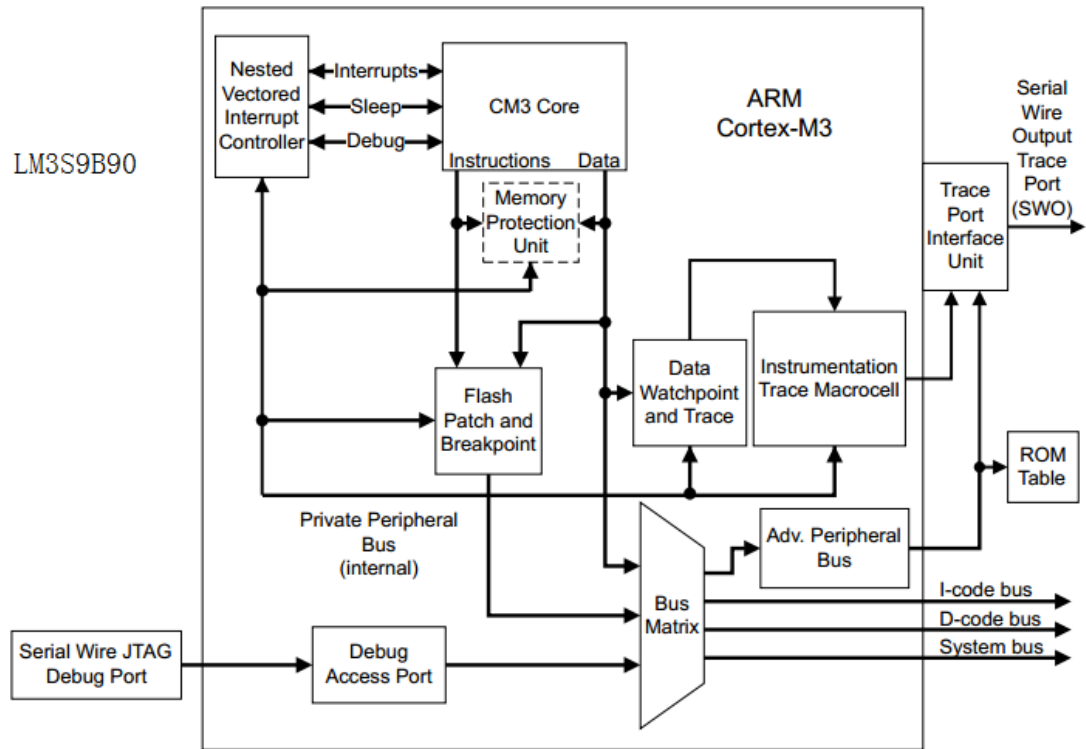 LM3S9B90
Nested
Vectored
Interrupt
Controller
Interrupts
Sleep
Debug
CM3 Core
Instructions
Data
ARM
Cortex-M3
Memory
Protection
Unit
Serial
Wire
Output
Trace
Port
(SWO)
Trace
Port
Interface
Unit
Flash
Patch and
Breakpoint
Data
Watchpoint
and Trace
Instrumentation
Trace Macrocell
ROM
Table
Private Peripheral
Bus
(internal)
Adv. Peripheral
Bus
Bus
Matrix
I-code bus
D-code bus
System bus
Serial Wire JTAG
Debug Port
Debug
Access Port